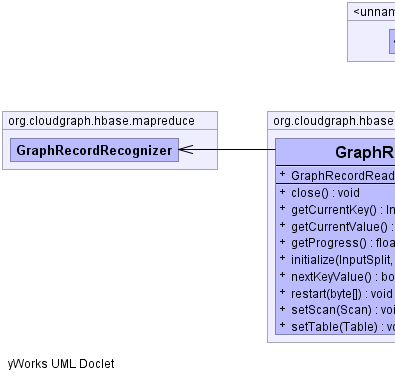 <unnam
org.cloudgraph.hbase.mapreduce
GraphRecordRecognizer
org.cloudgraph.hbase
GraphRe
+ GraphRecordRead
+ close() : void
+ getCurrentKey() : In
+ getCurrentValue() :
+ getProgress() : floa
+ initialize(InputSplit,
+ nextKeyValue() : bo
+ restart(byte[]) : void
+ setScan(Scan) : voi
+ setTable(Table) : vo
yWorks UML Doclet